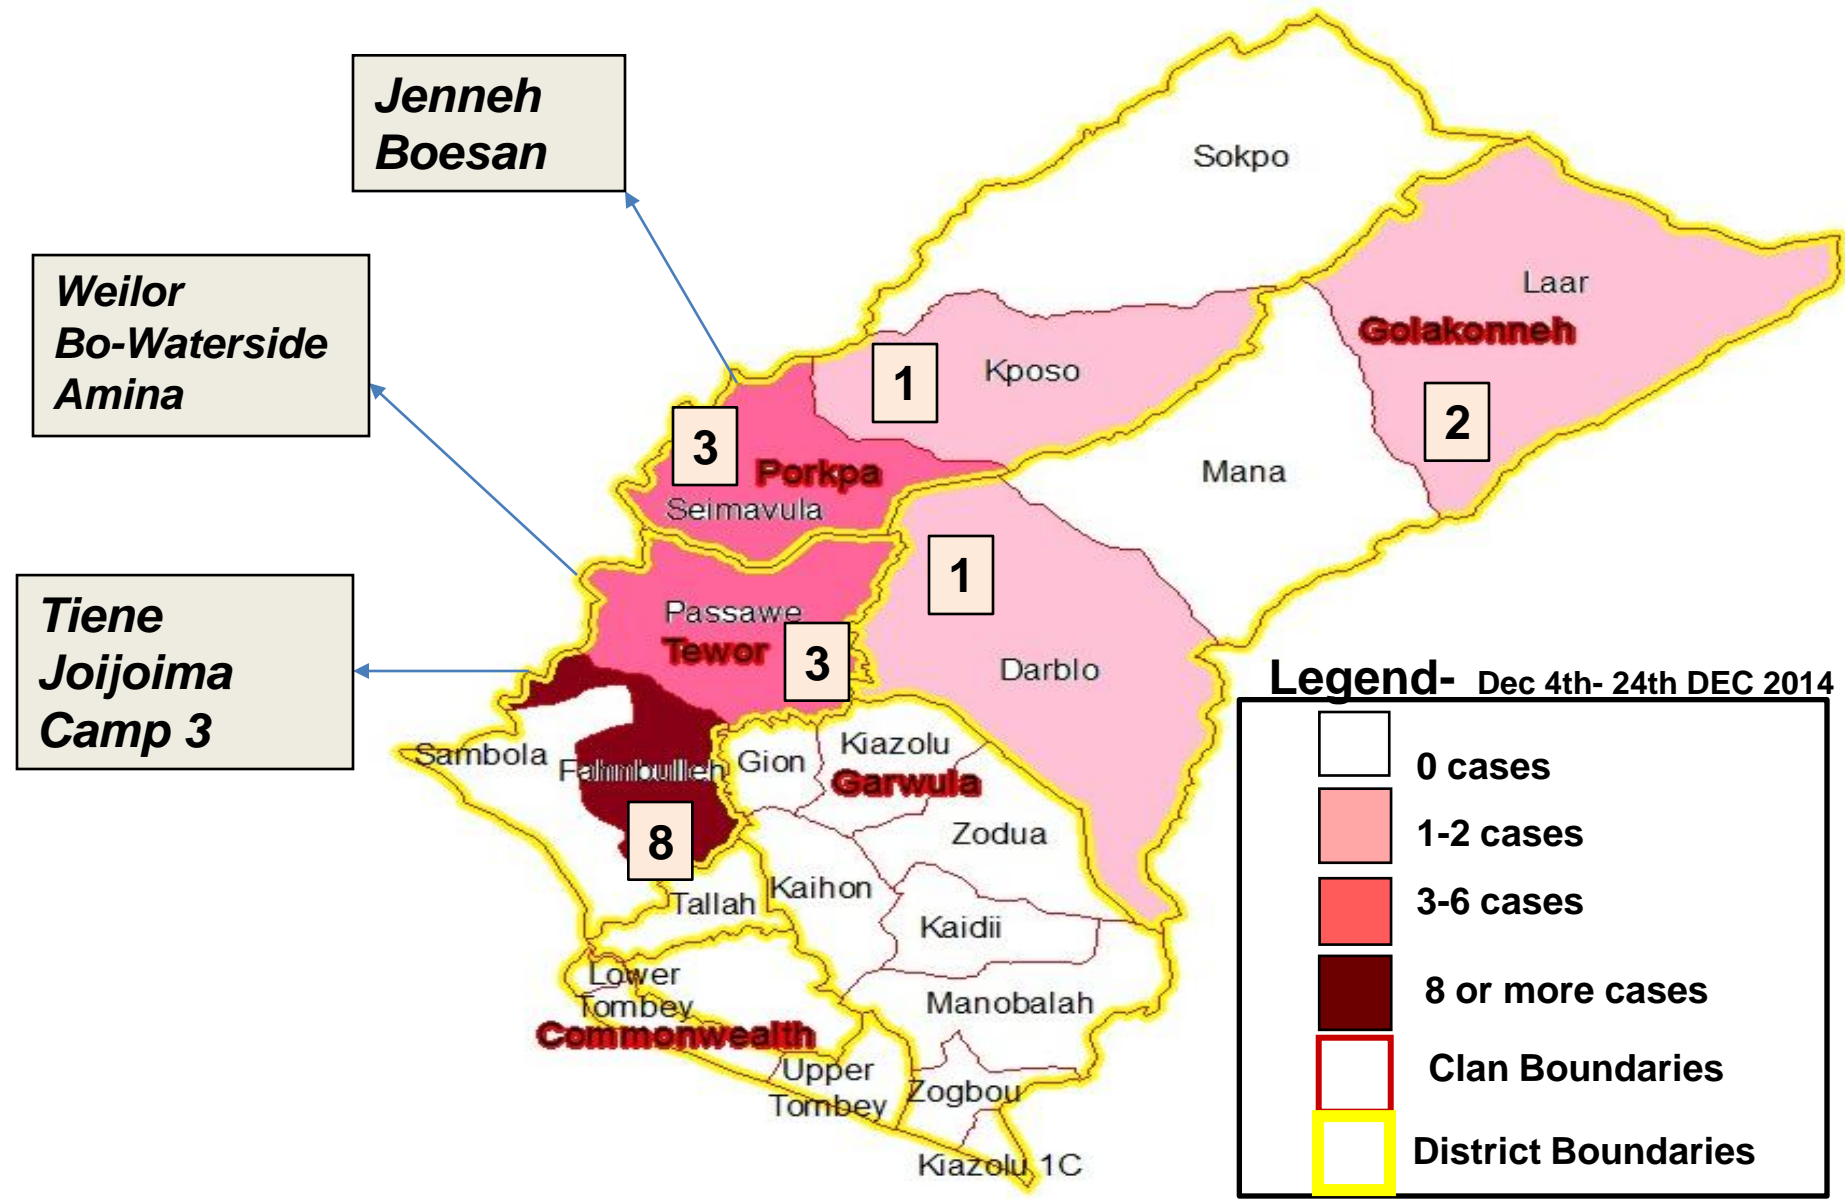 Jenneh
Boesan
Weilor
Bo-Waterside
Amina
Tiene
Joijoima
Camp 3
Sokpo
Laar
Golakonneh
Kposo
1
2
3
Porkpa
Seimavula
Mana
1
Passawe
Tewor
3
Darblo
Sambola
Fahnbulleh
8
Gion
Kiazolu
Garwula
Zodua
Tallah
Kaihon
Kaidii
Lower
Tombey
Commonwealth
Manobalah
Upper
Tombey
Zogbou
Kiazolu 1C
Legend- Dec 4th- 24th DEC 2014
0 cases
1-2 cases
3-6 cases
8 or more cases
Clan Boundaries
District Boundaries